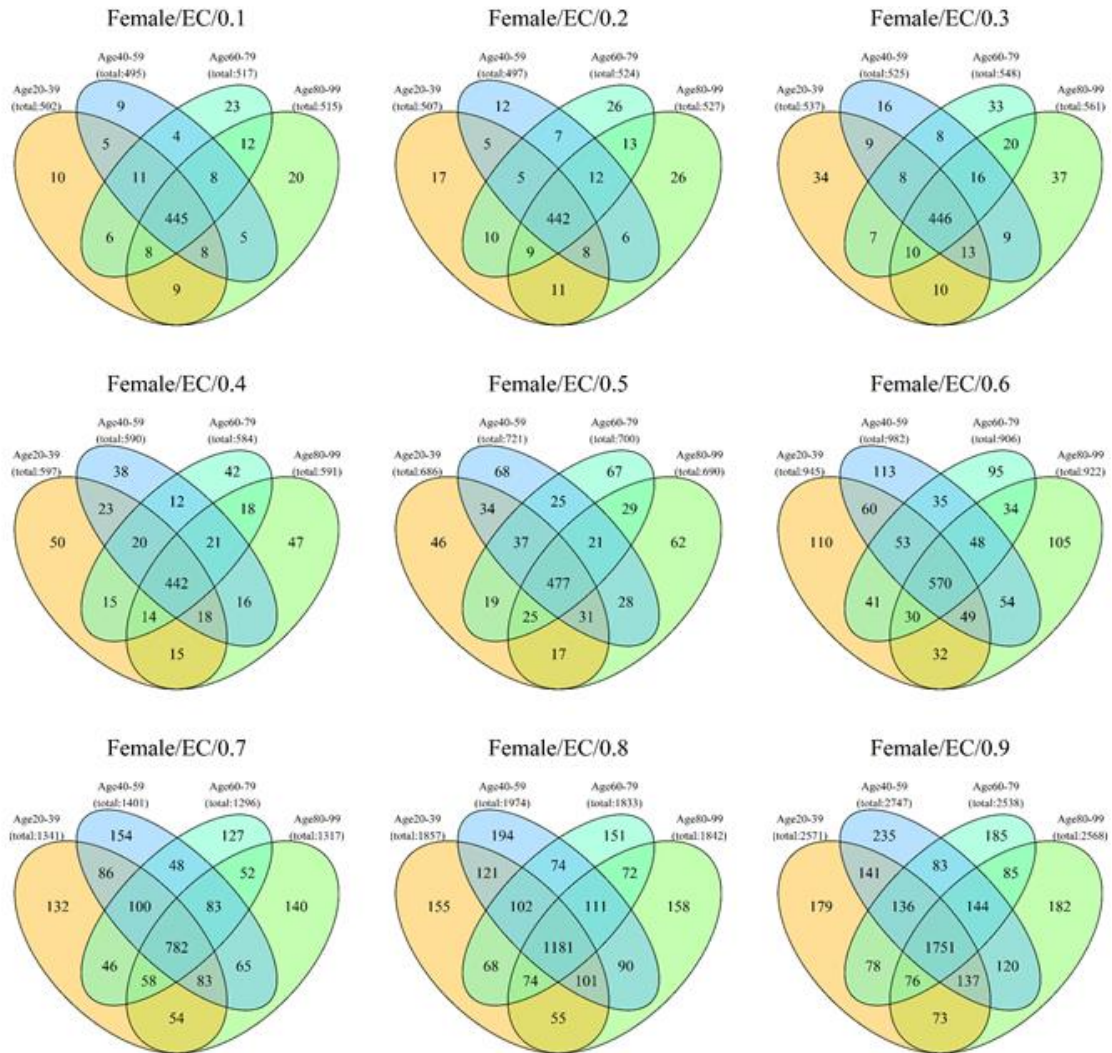 Female/EC/0.1
Age40-59
(total:495)
Age60-79
(total:517)
Age20-39
(total:502)
Age80-99
(total:515)
9
23
5
4
12
10
11
8
20
445
6
8
8
5
9
Female/EC/0.2
Age40-59
(total:497)
Age60-79
(total:524)
Age20-39
(total:507)
Age80-99
(total:527)
12
26
5
7
13
17
5
12
26
442
10
9
8
6
11
Female/EC/0.3
Age40-59
(total:525)
Age60-79
(total:548)
Age20-39
(total:537)
Age80-99
(total:561)
16
33
9
8
20
34
8
16
37
446
7
10
13
9
10
Female/EC/0.4
Age40-59
(total:590)
Age60-79
(total:584)
Age20-39
(total:597)
Age80-99
(total:591)
38
42
23
12
18
50
20
21
47
442
15
14
18
16
15
Female/EC/0.5
Age40-59
(total:721)
Age60-79
(total:700)
Age20-39
(total:686)
Age80-99
(total:690)
68
67
34
25
29
46
37
21
62
477
19
25
31
28
17
Female/EC/0.6
Age40-59
(total:982)
Age60-79
(total:906)
Age20-39
(total:945)
Age80-99
(total:922)
113
95
60
35
34
110
53
48
105
570
41
30
49
54
32
Female/EC/0.7
Age40-59
(total:1401)
Age60-79
(total:1296)
Age20-39
(total:1341)
Age80-99
(total:1317)
154
127
86
48
52
132
100
83
140
782
46
58
83
65
54
Female/EC/0.8
Age40-59
(total:1974)
Age60-79
(total:1833)
Age20-39
(total:1857)
Age80-99
(total:1842)
194
151
121
74
72
155
102
111
158
1181
68
74
101
90
55
Female/EC/0.9
Age40-59
(total:2747)
Age60-79
(total:2538)
Age20-39
(total:2571)
Age80-99
(total:2568)
235
185
141
83
85
179
136
144
182
1751
78
76
137
120
73